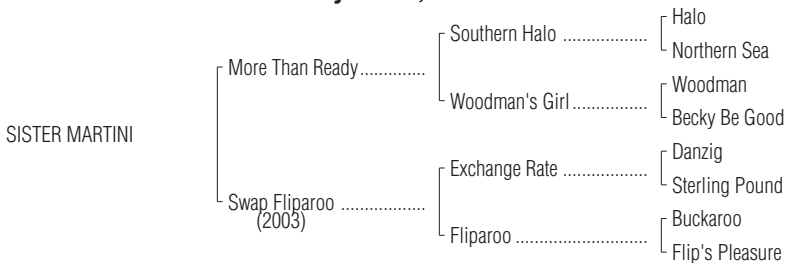 Halo
Southern Halo ..................
Northern Sea
More Than Ready..............
Woodman
Woodman's Girl................
Becky Be Good
SISTER MARTINI
Danzig
Exchange Rate ..................
Sterling Pound
Swap Fliparoo ..................
(2003)
Buckaroo
Fliparoo ............................
Flip's Pleasure